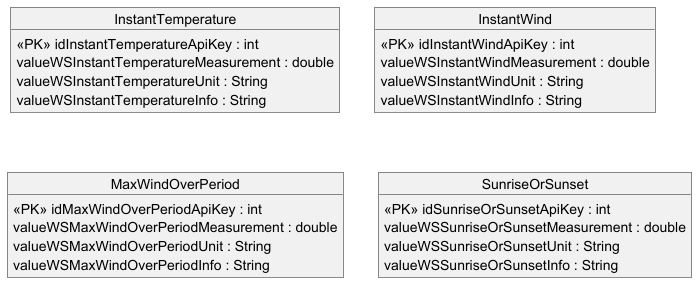 InstantTemperature
«PK» idInstantTemperatureApiKey : int
valueWSInstantTemperatureMeasurement : double
valueWSInstantTemperatureUnit : String
valueWSInstantTemperatureInfo : String
InstantWind
«PK» idInstantWindApiKey : int
valueWSInstantWindMeasurement : double
valueWSInstantWindUnit : String
valueWSInstantWindInfo : String
MaxWindOverPeriod
«PK» idMaxWindOverPeriodApiKey : int
valueWSMaxWindOverPeriodMeasurement : double
valueWSMaxWindOverPeriodUnit : String
valueWSMaxWindOverPeriodInfo : String
SunriseOrSunset
«PK» idSunriseOrSunsetApiKey : int
valueWSSunriseOrSunsetMeasurement : double
valueWSSunriseOrSunsetUnit : String
valueWSSunriseOrSunsetInfo : String